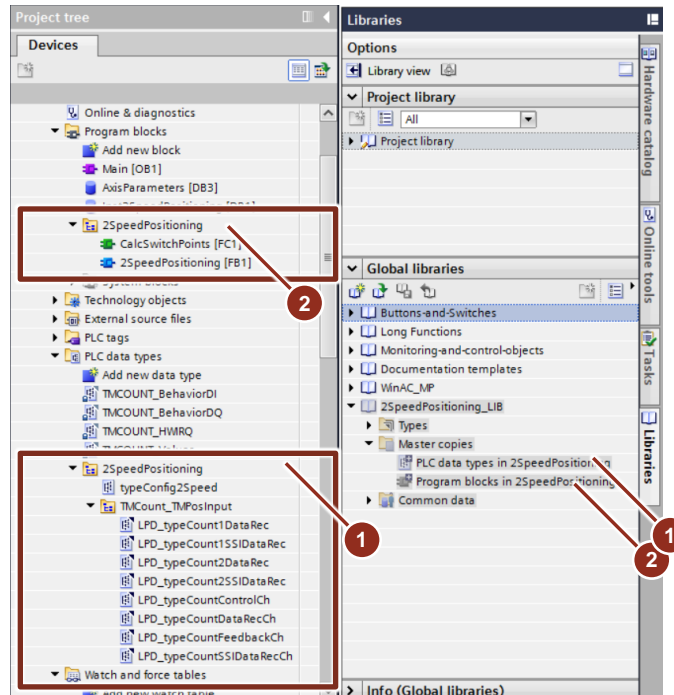 Project tree
Devices
Online & diagnostics
Program blocks
Add new block
Main [OB1]
AxisParameters [DB3]
2SpeedPositioning
CalcSwitchPoints [FC1]
2SpeedPositioning [FB1]
2
Technology objects
External source files
PLC tags
PLC data types
Add new data type
TMCOUNT_BehaviorDI
TMCOUNT_BehaviorDQ
TMCOUNT_HWIRQ
2SpeedPositioning
typeConfig2Speed
TMCount_TMPosInput
LPD_typeCount1DataRec
LPD_typeCount1SSIDataRec
LPD_typeCount2DataRec
LPD_typeCount2SSIDataRec
LPD_typeCountControlCh
LPD_typeCountDataRecCh
LPD_typeCountFeedbackCh
LPD_typeCountSSIDataRecCh
1
Watch and force tables
Add new watch table
Libraries
Options
Library view
Project library
All
Project library
Global libraries
Buttons-and-Switches
Long Functions
Monitoring-and-control-objects
Documentation templates
WinAC_MP
2SpeedPositioning_LIB
Types
Master copies
PLC data types in 2SpeedPositioning
Program blocks in 2SpeedPositioning
Common data
1
2
Info (Global libraries)
Hardware catalog
Online tools
Tasks
Libraries